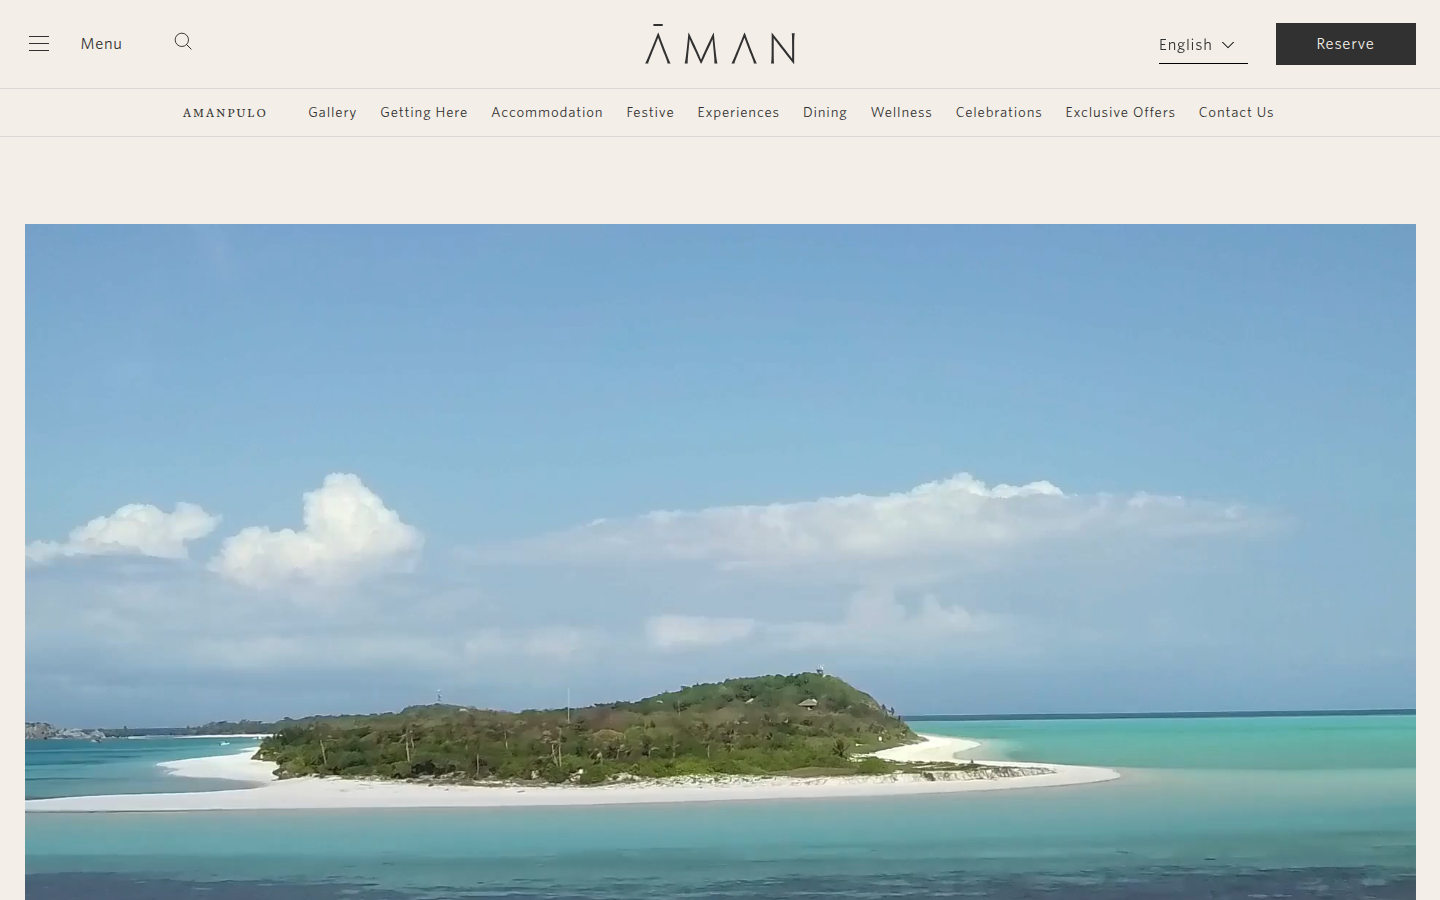 Menu
ĀMAN
English
Reserve
AMANPULO Gallery Getting Here Accommodation Festive Experiences Dining Wellness Celebrations Exclusive Offers Contact Us